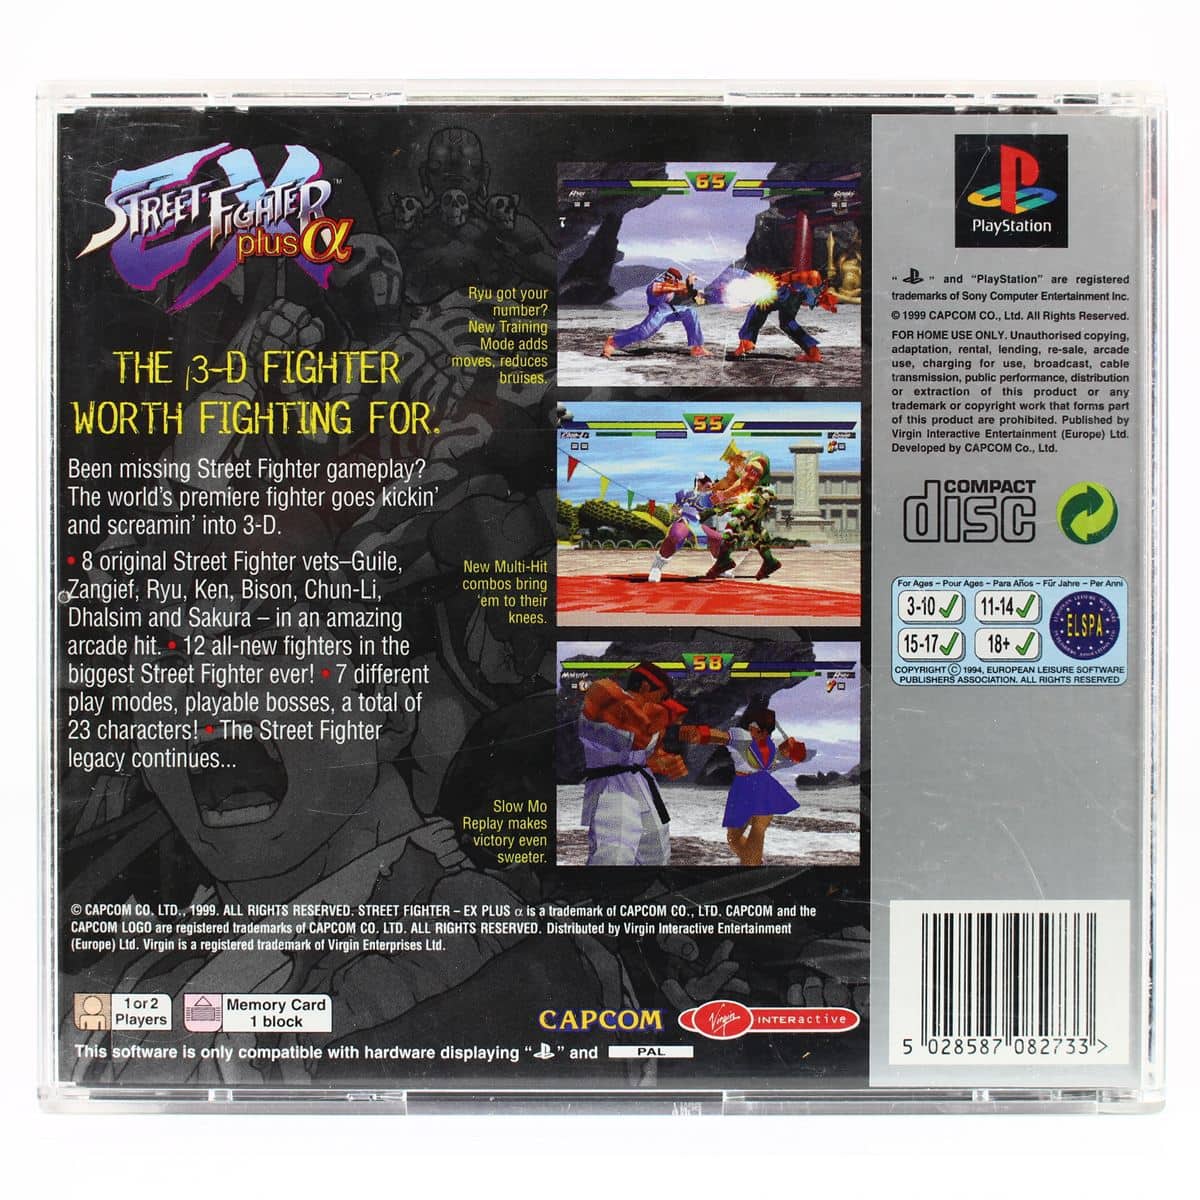 STREET FIGHTER
EX
plus α
™
THE 3-D FIGHTER
WORTH FIGHTING FOR.
Been missing Street Fighter gameplay?
The world's premiere fighter goes kickin'
and screamin' into 3-D.
• 8 original Street Fighter vets–Guile,
Zangief, Ryu, Ken, Bison, Chun-Li,
Dhalsim and Sakura – in an amazing
arcade hit. • 12 all-new fighters in the
biggest Street Fighter ever! • 7 different
play modes, playable bosses, a total of
23 characters! • The Street Fighter
legacy continues...
Ryu got your
number?
New Training
Mode adds
moves, reduces
bruises.
New Multi-Hit
combos bring
'em to their
knees.
Slow Mo
Replay makes
victory even
sweeter.
65
Ryu
55
Chun-Li
Guile
58
Ryu
PlayStation
" " and "PlayStation" are registered
trademarks of Sony Computer Entertainment Inc.
© 1999 CAPCOM CO., Ltd. All Rights Reserved.
FOR HOME USE ONLY. Unauthorised copying,
adaptation, rental, lending, re-sale, arcade
use, charging for use, broadcast, cable
transmission, public performance, distribution
or extraction of this product or any
trademark or copyright work that forms part
of this product are prohibited. Published by
Virgin Interactive Entertainment (Europe) Ltd.
Developed by CAPCOM Co., Ltd.
COMPACT
disc
For Ages – Pour Ages – Para Años – Für Jahre – Per Anni
3-10 11-14
15-17 18+
ELSPA
COPYRIGHT © 1994, EUROPEAN LEISURE SOFTWARE
PUBLISHERS ASSOCIATION. ALL RIGHTS RESERVED
© CAPCOM CO. LTD., 1999. ALL RIGHTS RESERVED. STREET FIGHTER – EX PLUS α is a trademark of CAPCOM CO., LTD. CAPCOM and the
CAPCOM LOGO are registered trademarks of CAPCOM CO. LTD. ALL RIGHTS RESERVED. Distributed by Virgin Interactive Entertainment
(Europe) Ltd. Virgin is a registered trademark of Virgin Enterprises Ltd.
1 or 2
Players
Memory Card
1 block
CAPCOM
Virgin INTERactive
This software is only compatible with hardware displaying " " and PAL
5 028587 082733 >